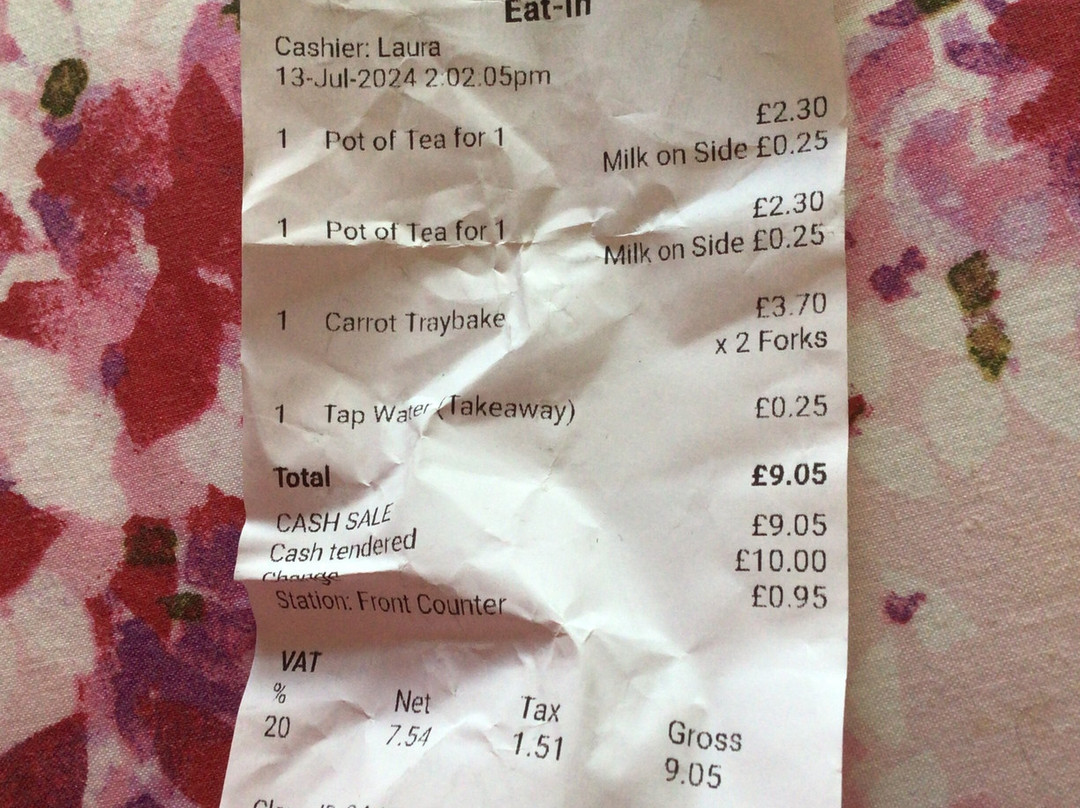 Eat-In
Cashier: Laura
13-Jul-2024 2:02.05pm
1 Pot of Tea for 1 £2.30
Milk on Side £0.25
1 Pot of Tea for 1 £2.30
Milk on Side £0.25
1 Carrot Traybake £3.70
x 2 Forks
1 Tap Water (Takeaway) £0.25
Total £9.05
CASH SALE £9.05
Cash tendered £10.00
Change £0.95
Station: Front Counter
VAT
% Net Tax Gross
20 7.54 1.51 9.05